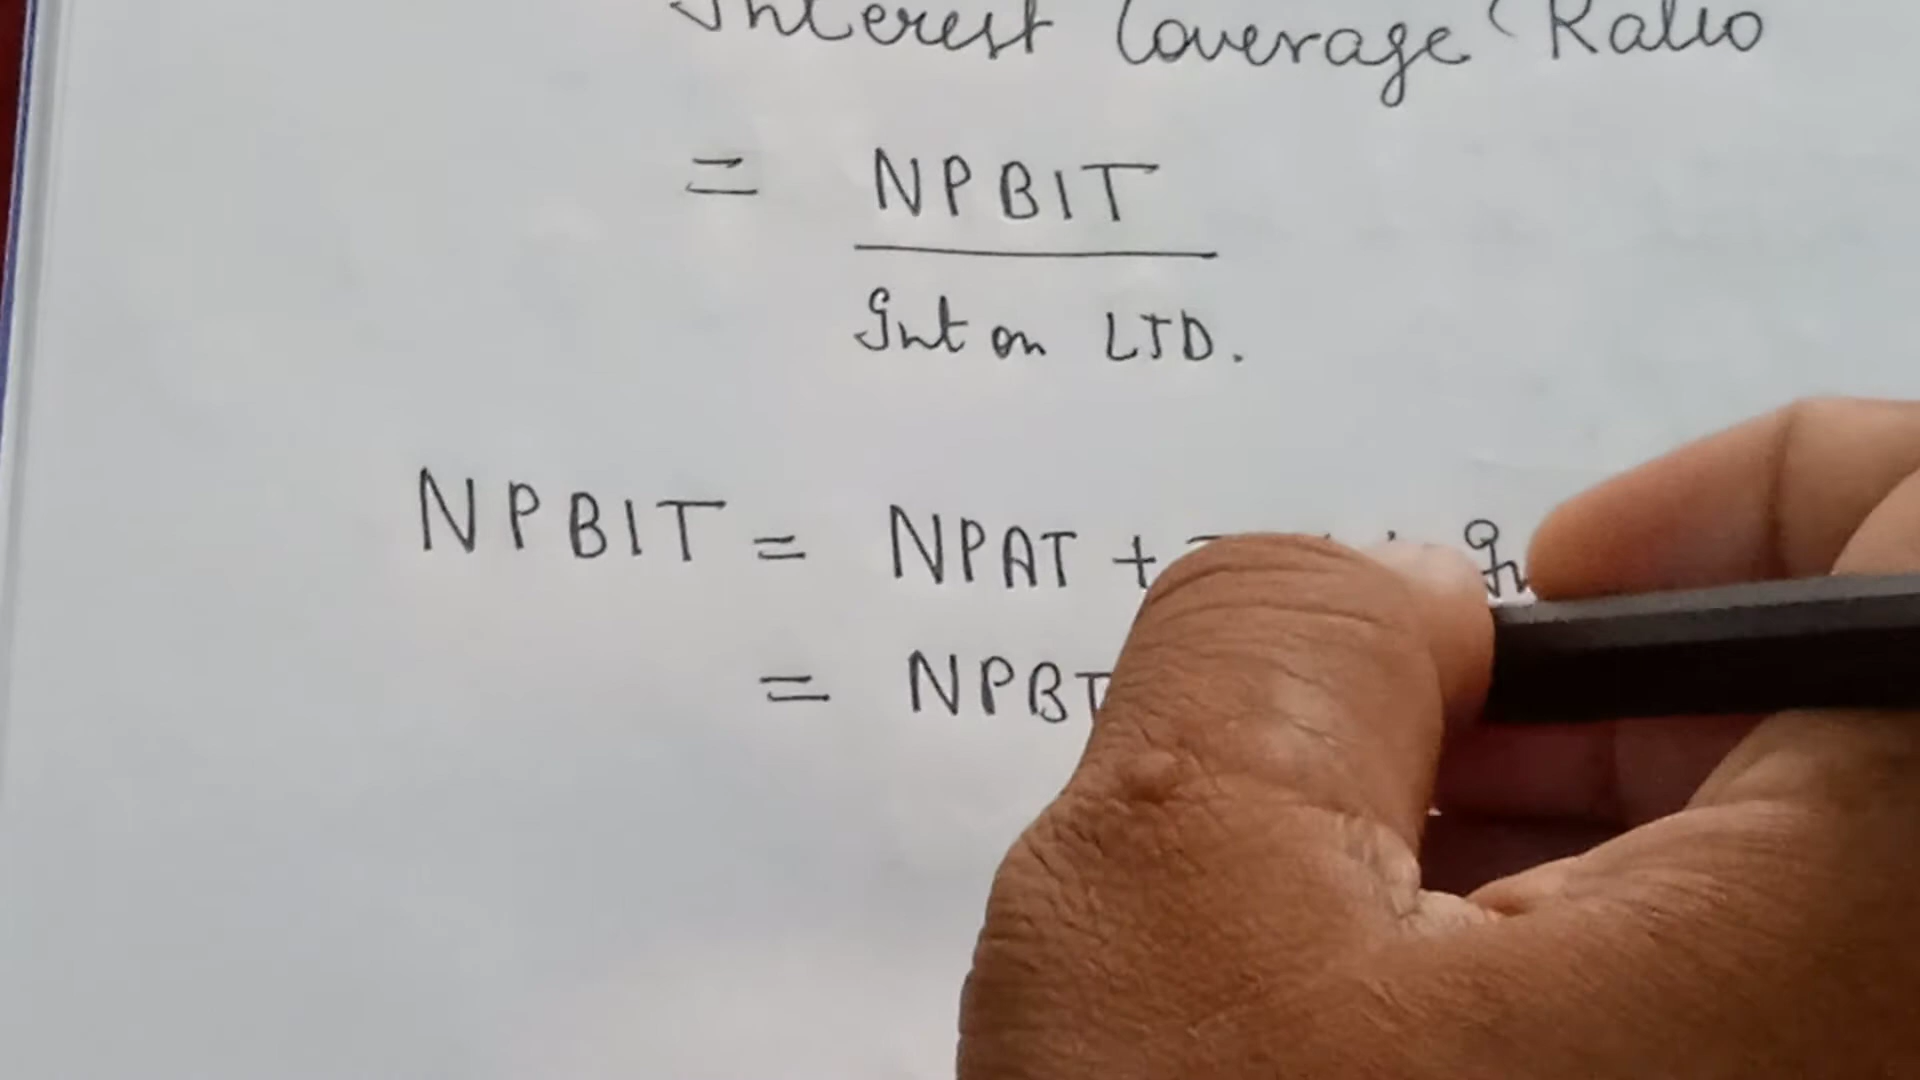 Interest Coverage Ratio
= NPBIT
Int on LTD.
NPBIT = NPAT +
= NPBT